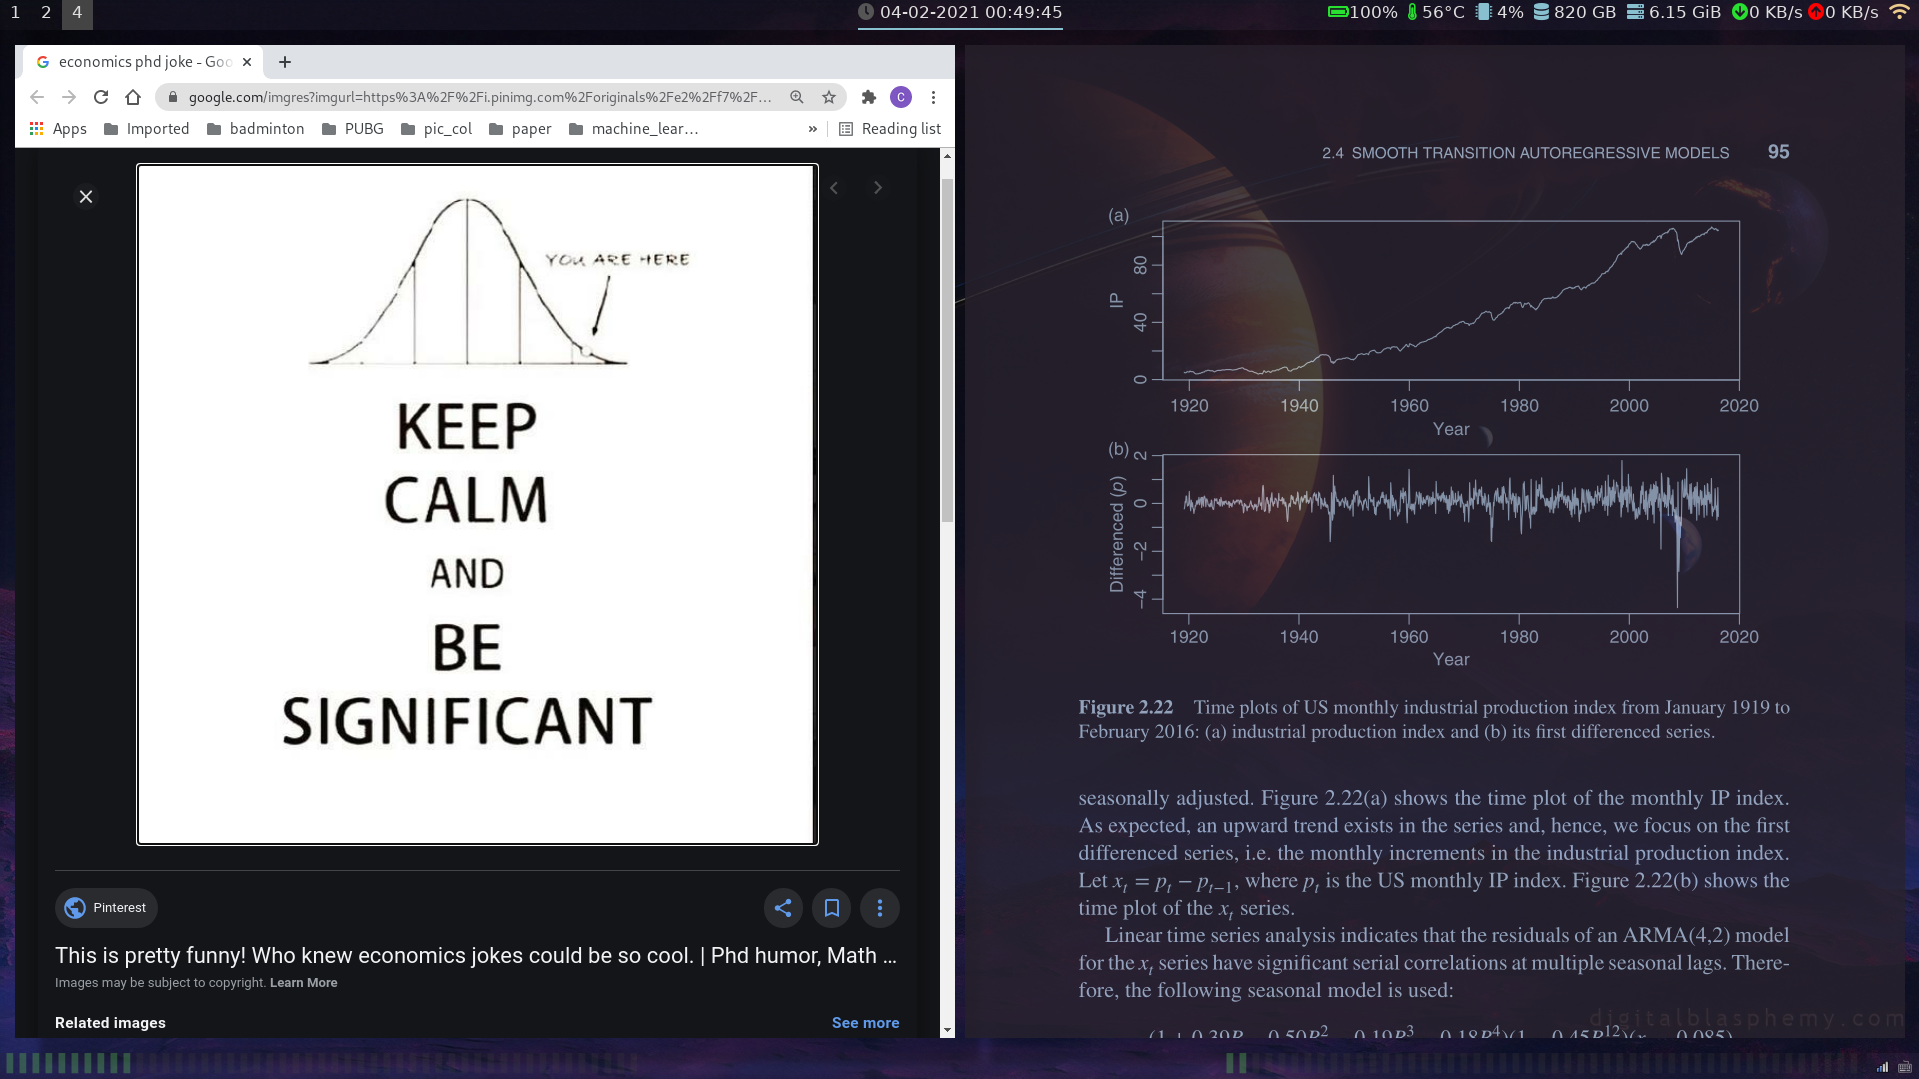 1 2 4
04-02-2021 00:49:45
100% 56°C 4% 820 GB 6.15 GiB 0 KB/s 0 KB/s
economics phd joke - Goo
google.com/imgres?imgurl=https%3A%2F%2Fi.pinimg.com%2Foriginals%2Fe2%2Ff7%2F...
C
Apps Imported badminton PUBG pic_col paper machine_lear... » Reading list
YOU ARE HERE
KEEP
CALM
AND
BE
SIGNIFICANT
Pinterest
This is pretty funny! Who knew economics jokes could be so cool. | Phd humor, Math ...
Images may be subject to copyright. Learn More
Related images See more
2.4 SMOOTH TRANSITION AUTOREGRESSIVE MODELS 95
(a)
IP
80
40
0
1920 1940 1960 1980 2000 2020
Year
(b)
Differenced (p)
2
0
−2
−4
1920 1940 1960 1980 2000 2020
Year
Figure 2.22 Time plots of US monthly industrial production index from January 1919 to
February 2016: (a) industrial production index and (b) its first differenced series.
seasonally adjusted. Figure 2.22(a) shows the time plot of the monthly IP index.
As expected, an upward trend exists in the series and, hence, we focus on the first
differenced series, i.e. the monthly increments in the industrial production index.
Let xₜ = pₜ − pₜ₋₁, where pₜ is the US monthly IP index. Figure 2.22(b) shows the
time plot of the xₜ series.
Linear time series analysis indicates that the residuals of an ARMA(4,2) model
for the xₜ series have significant serial correlations at multiple seasonal lags. There-
fore, the following seasonal model is used:
digitalblasphemy.com